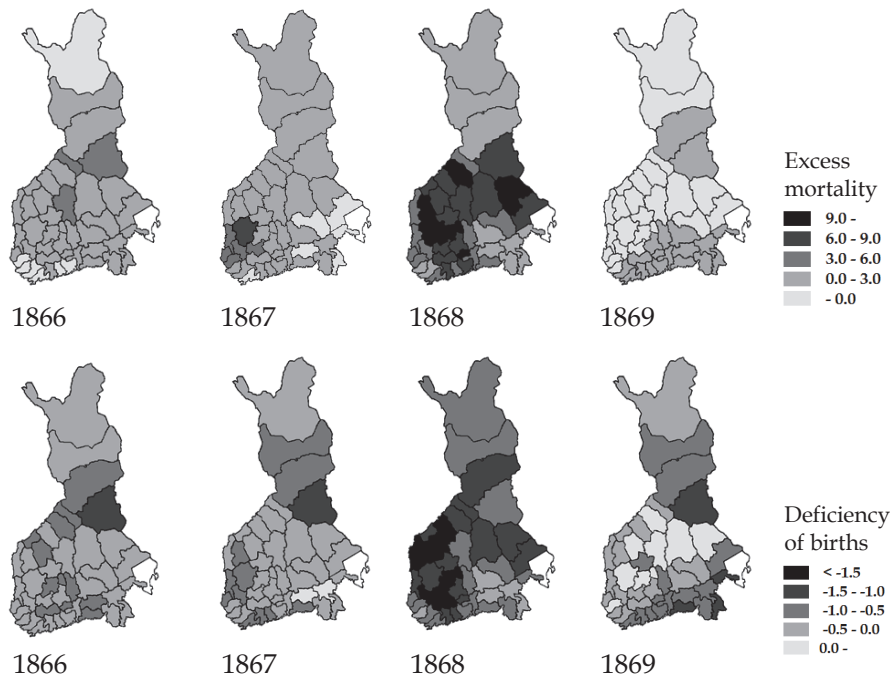 1866
1867
1868
1869
Excess
mortality
9.0 -
6.0 - 9.0
3.0 - 6.0
0.0 - 3.0
- 0.0
1866
1867
1868
1869
Deficiency
of births
< -1.5
-1.5 - -1.0
-1.0 - -0.5
-0.5 - 0.0
0.0 -